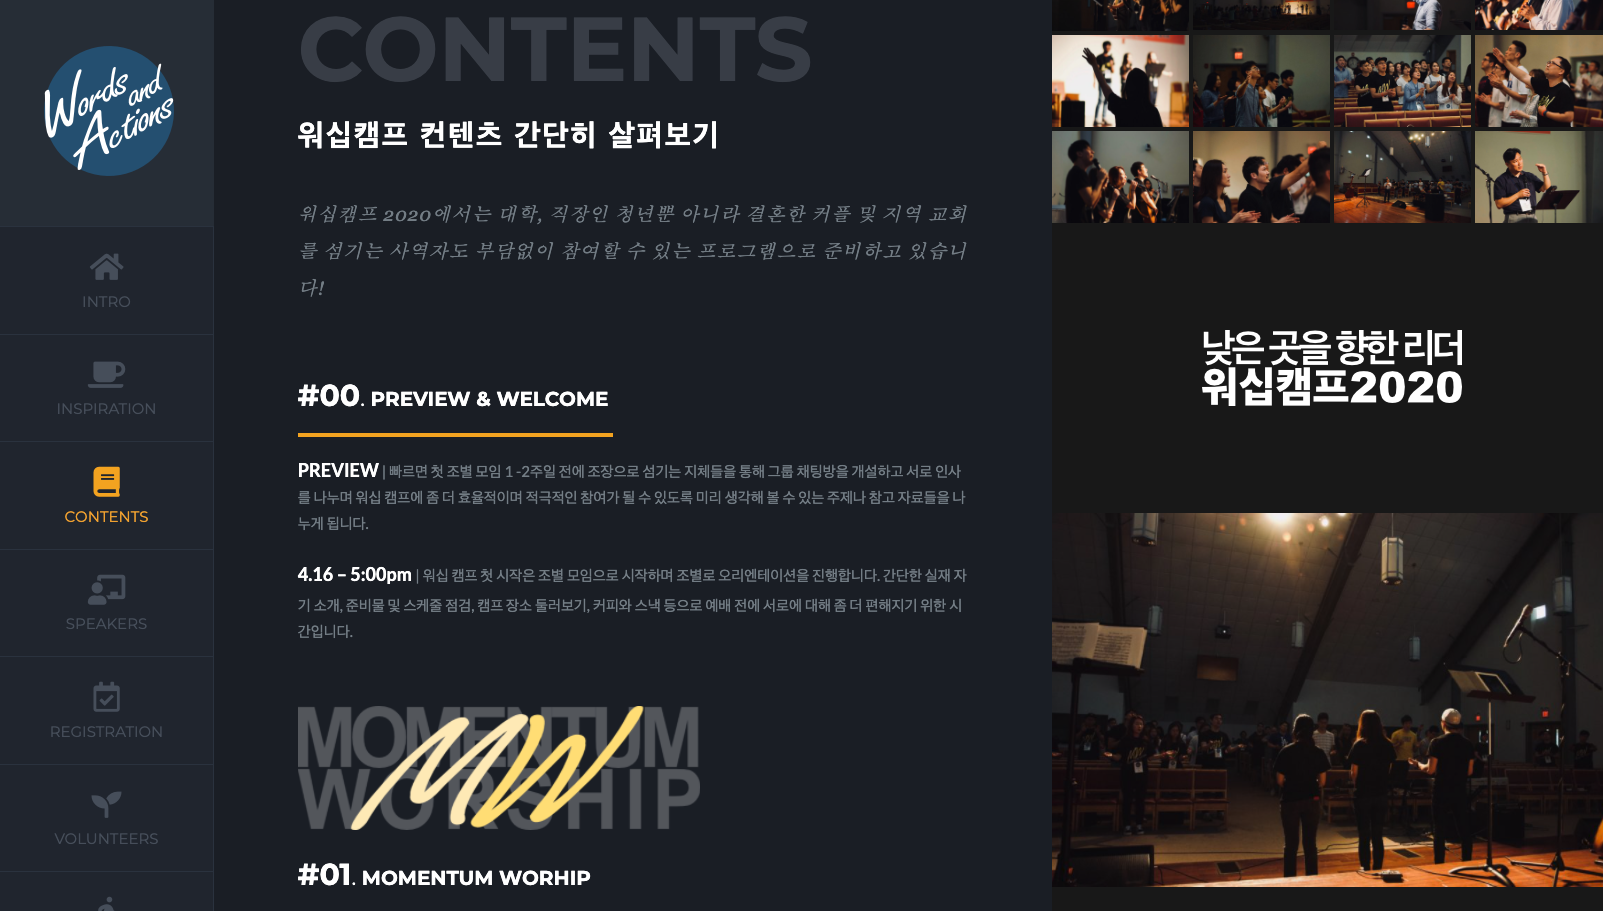 Words and
Actions
INTRO
INSPIRATION
CONTENTS
SPEAKERS
REGISTRATION
VOLUNTEERS
CONTENTS
워십캠프 컨텐츠 간단히 살펴보기
워십캠프 2020에서는 대학, 직장인 청년뿐 아니라 결혼한 커플 및 지역 교회
를 섬기는 사역자도 부담없이 참여할 수 있는 프로그램으로 준비하고 있습니
다!
#00. PREVIEW & WELCOME
PREVIEW | 빠르면 첫 조별 모임 1 -2주일 전에 조장으로 섬기는 지체들을 통해 그룹 채팅방을 개설하고 서로 인사
를 나누며 워십 캠프에 좀 더 효율적이며 적극적인 참여가 될 수 있도록 미리 생각해 볼 수 있는 주제나 참고 자료들을 나
누게 됩니다.
4.16 – 5:00pm | 워십 캠프 첫 시작은 조별 모임으로 시작하며 조별로 오리엔테이션을 진행합니다. 간단한 실재 자
기 소개, 준비물 및 스케줄 점검, 캠프 장소 둘러보기, 커피와 스낵 등으로 예배 전에 서로에 대해 좀 더 편해지기 위한 시
간입니다.
MOMENTUM
WORSHIP
MW
#01. MOMENTUM WORHIP
낮은 곳을 향한 리더
워십캠프2020